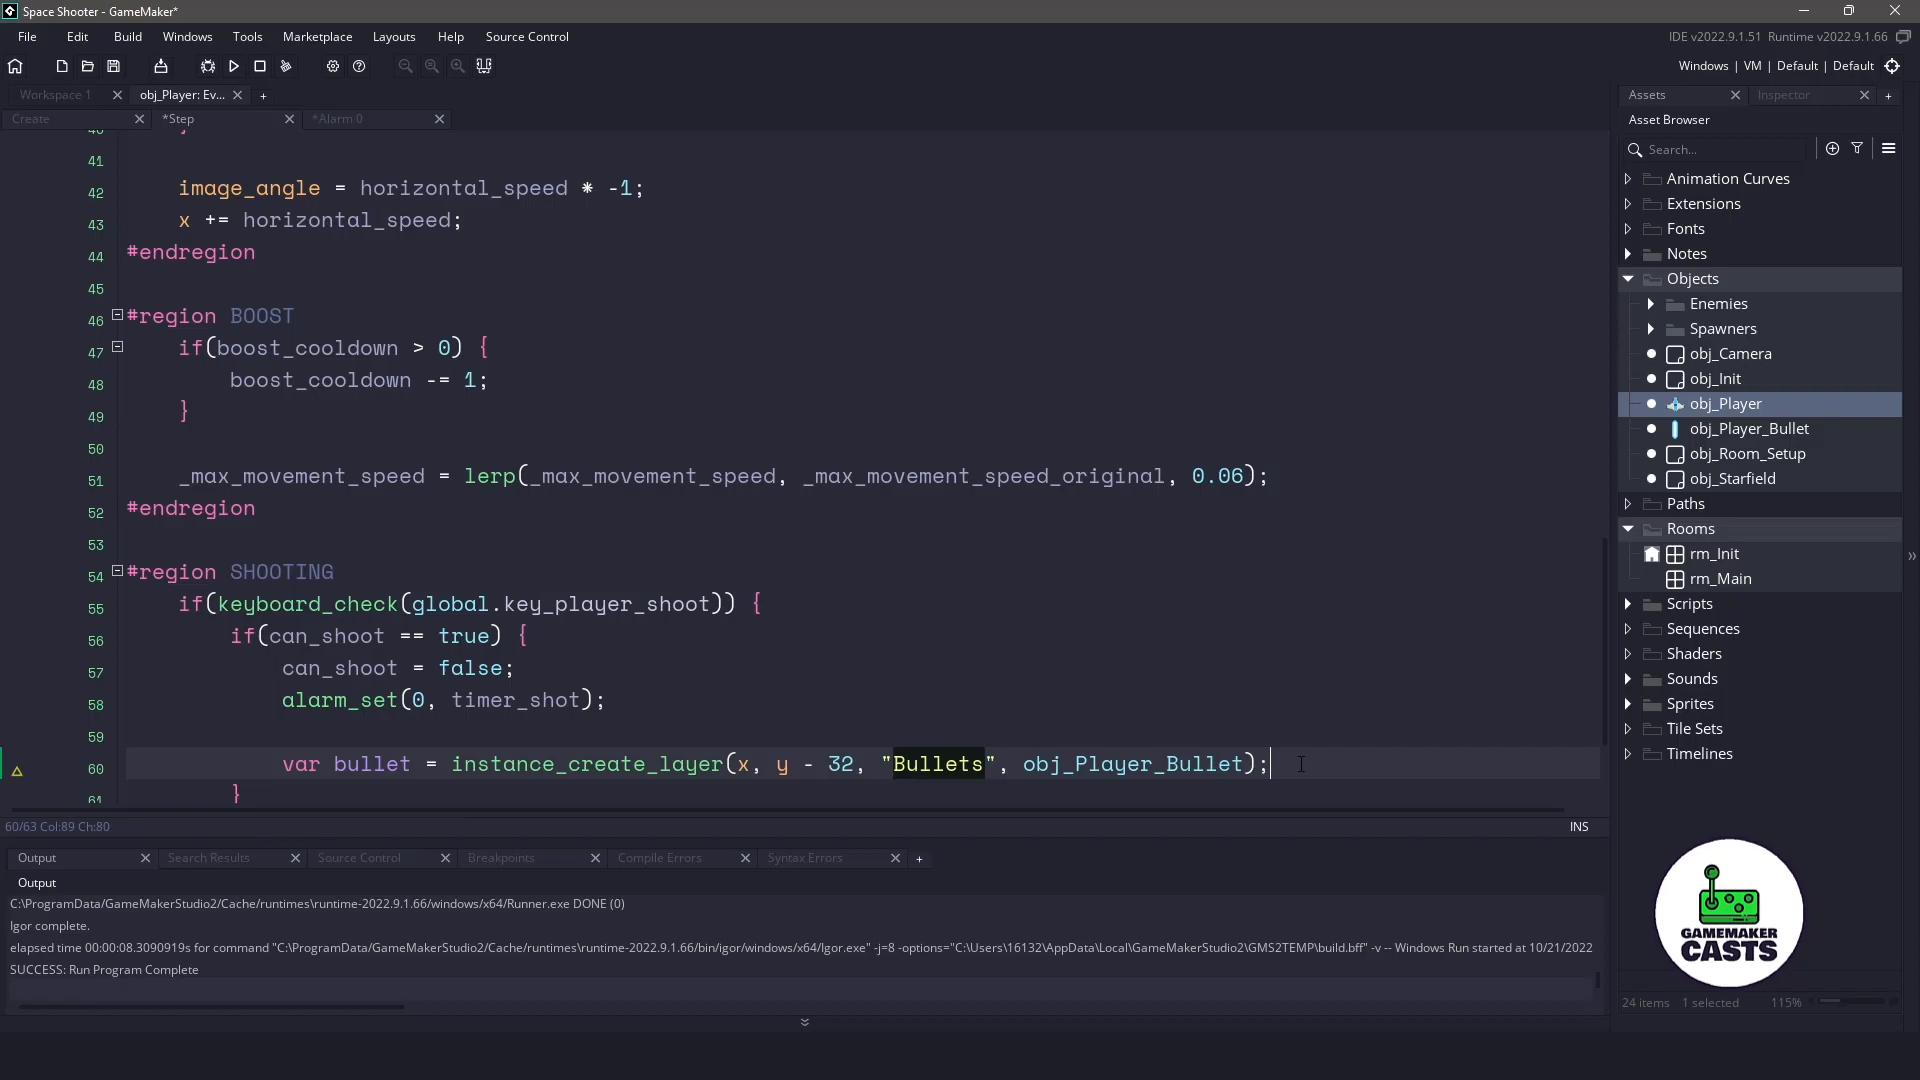 Space Shooter - GameMaker*
File Edit Build Windows Tools Marketplace Layouts Help Source Control
IDE v2022.9.1.51 Runtime v2022.9.1.66
Windows | VM | Default | Default
Workspace 1 obj_Player: Ev... +
Create *Step *Alarm 0
40 }
41
42 image_angle = horizontal_speed * -1;
43 x += horizontal_speed;
44 #endregion
45
46 #region BOOST
47 if(boost_cooldown > 0) {
48 boost_cooldown -= 1;
49 }
50
51 _max_movement_speed = lerp(_max_movement_speed, _max_movement_speed_original, 0.06);
52 #endregion
53
54 #region SHOOTING
55 if(keyboard_check(global.key_player_shoot)) {
56 if(can_shoot == true) {
57 can_shoot = false;
58 alarm_set(0, timer_shot);
59
60 var bullet = instance_create_layer(x, y - 32, "Bullets", obj_Player_Bullet);
61 }
60/63 Col:89 Ch:80
INS
Output Search Results Source Control Breakpoints Compile Errors Syntax Errors +
Output
C:\ProgramData/GameMakerStudio2/Cache/runtimes\runtime-2022.9.1.66/windows/x64/Runner.exe DONE (0)
Igor complete.
elapsed time 00:00:08.3090919s for command "C:\ProgramData/GameMakerStudio2/Cache/runtimes\runtime-2022.9.1.66/bin/igor/windows/x64/Igor.exe" -j=8 -options="C:\Users\16132\AppData\Local\GameMakerStudio2\GMS2TEMP\build.bff" -v -- Windows Run started at 10/21/2022
SUCCESS: Run Program Complete
Assets Inspector +
Asset Browser
Search...
Animation Curves
Extensions
Fonts
Notes
Objects
Enemies
Spawners
obj_Camera
obj_Init
obj_Player
obj_Player_Bullet
obj_Room_Setup
obj_Starfield
Paths
Rooms
rm_Init
rm_Main
Scripts
Sequences
Shaders
Sounds
Sprites
Tile Sets
Timelines
GAMEMAKER
CASTS
24 items 1 selected 115%